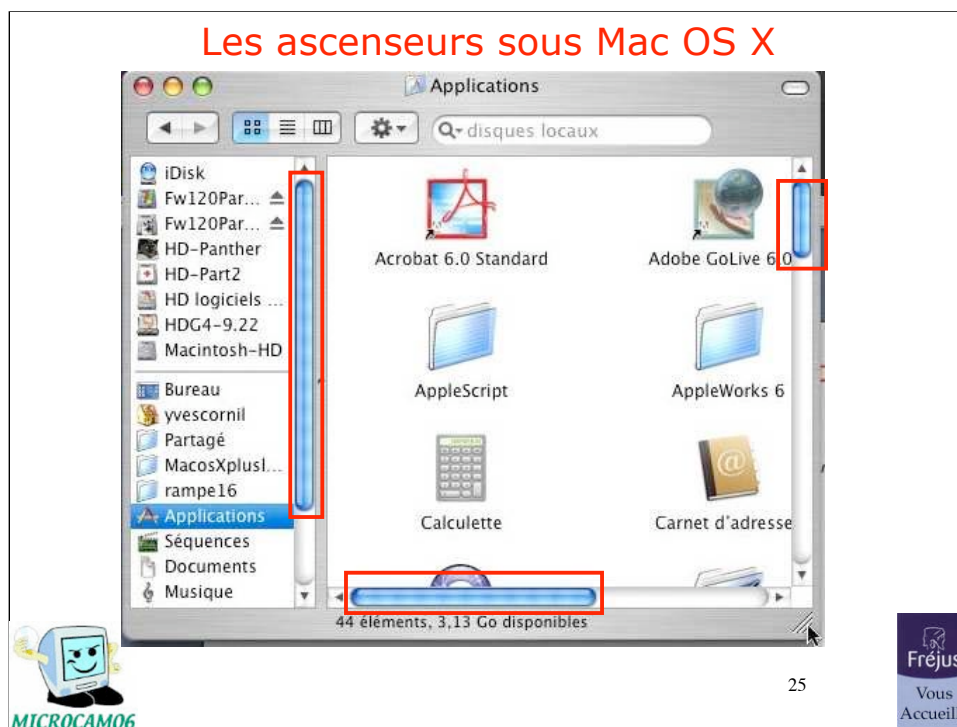 Les ascenseurs sous Mac OS X
Applications
disques locaux
iDisk
Fw120Par...
Fw120Par...
HD-Panther
HD-Part2
HD logiciels ...
HDG4-9.22
Macintosh-HD
Bureau
yvescornil
Partagé
MacosXplusl...
rampe16
Applications
Séquences
Documents
Musique
Acrobat 6.0 Standard
Adobe GoLive 6.0
AppleScript
AppleWorks 6
Calculette
Carnet d'adresse
44 éléments, 3,13 Go disponibles
MICROCAM06
25
Fréjus
Vous
Accueil